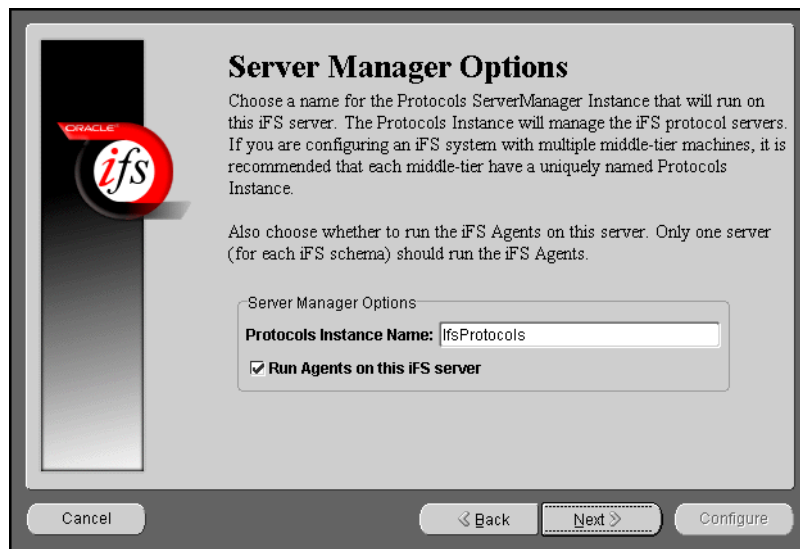 ORACLE
ifs
Server Manager Options
Choose a name for the Protocols ServerManager Instance that will run on
this iFS server. The Protocols Instance will manage the iFS protocol servers.
If you are configuring an iFS system with multiple middle-tier machines, it is
recommended that each middle-tier have a uniquely named Protocols
Instance.
Also choose whether to run the iFS Agents on this server. Only one server
(for each iFS schema) should run the iFS Agents.
Server Manager Options
Protocols Instance Name: IfsProtocols
Run Agents on this iFS server
Cancel
Back
Next
Configure